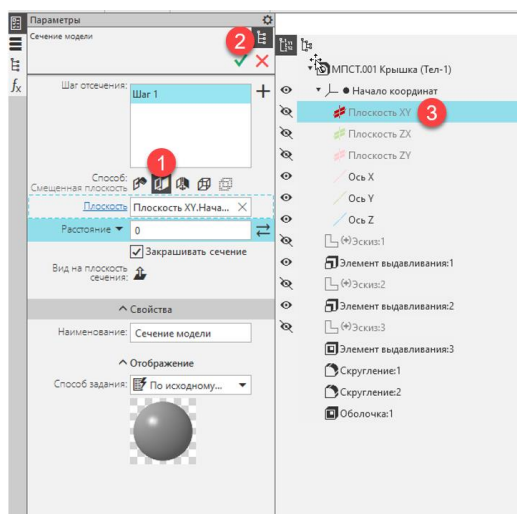 Параметры
Сечение модели
2
Шаг отсечения:
Шаг 1
1
Способ:
Смещенная плоскость
Плоскость
Плоскость XY.Нача...
Расстояние
0
Закрашивать сечение
Вид на плоскость
сечения:
Свойства
Наименование:
Сечение модели
Отображение
Способ задания:
По исходному...
fx
МПСТ.001 Крышка (Тел-1)
Начало координат
Плоскость XY
3
Плоскость ZX
Плоскость ZY
Ось X
Ось Y
Ось Z
(+)Эскиз:1
Элемент выдавливания:1
(+)Эскиз:2
Элемент выдавливания:2
(+)Эскиз:3
Элемент выдавливания:3
Скругление:1
Скругление:2
Оболочка:1